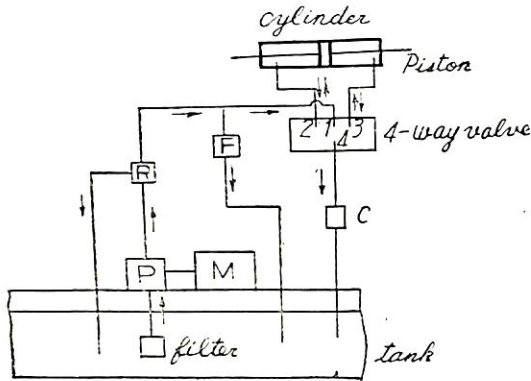 cylinder
Piston
2 1 4 3
4-way valve
F
R
C
P
M
filter
tank